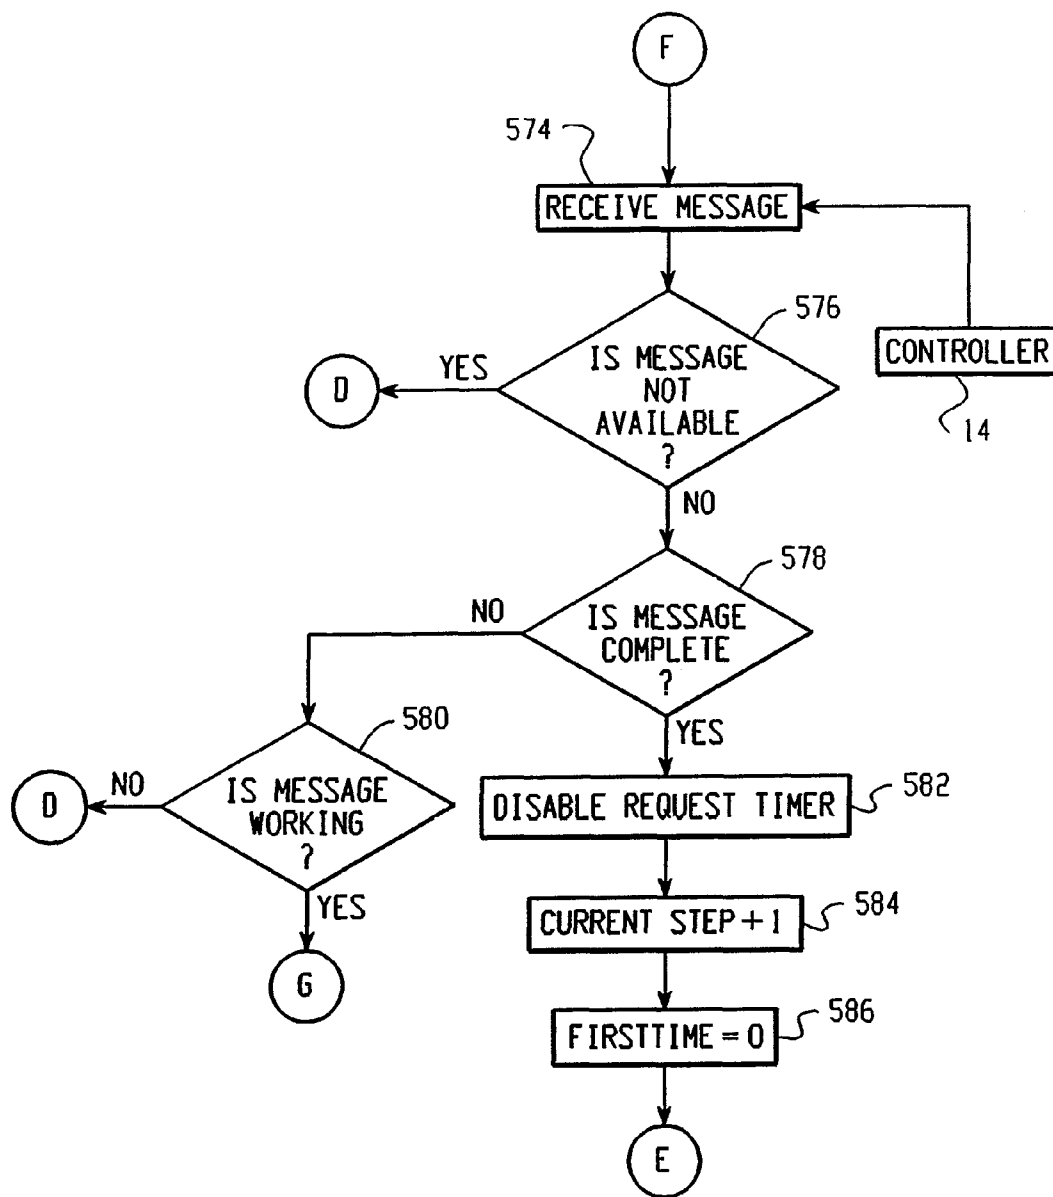 F
574
RECEIVE MESSAGE
576
CONTROLLER
14
YES
D
IS MESSAGE
NOT
AVAILABLE
?
NO
578
NO
IS MESSAGE
COMPLETE
?
YES
580
NO
D
IS MESSAGE
WORKING
?
YES
G
DISABLE REQUEST TIMER
582
CURRENT STEP+1
584
FIRSTTIME=0
586
E